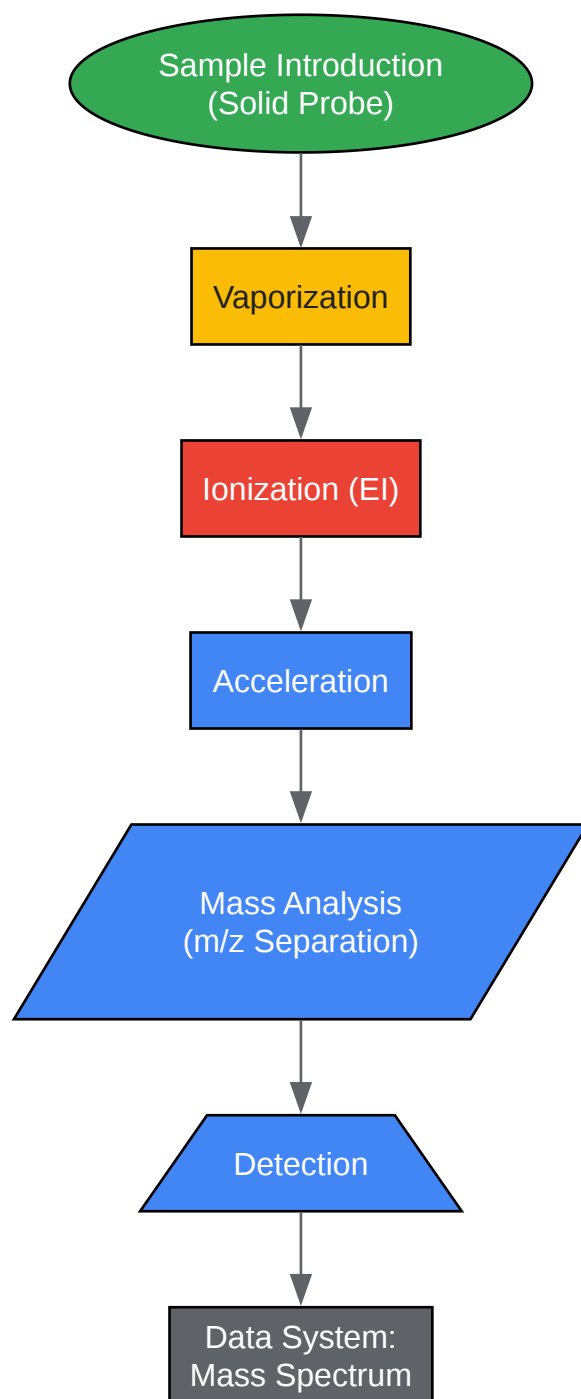 Sample Introduction
(Solid Probe)
Vaporization
Ionization (EI)
Acceleration
Mass Analysis
(m/z Separation)
Detection
Data System:
Mass Spectrum